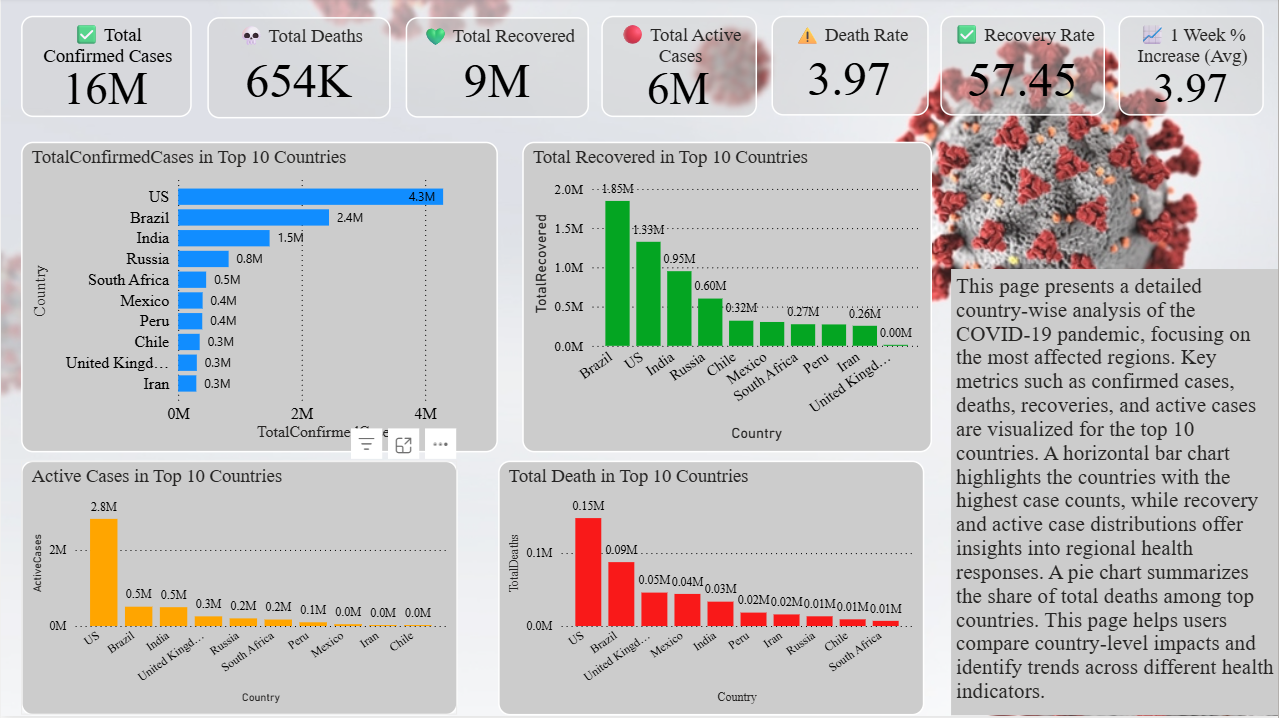 ✅ Total
Confirmed Cases
16M
💀 Total Deaths
654K
💚 Total Recovered
9M
🔴 Total Active
Cases
6M
⚠️ Death Rate
3.97
✅ Recovery Rate
57.45
📈 1 Week %
Increase (Avg)
3.97
TotalConfirmedCases in Top 10 Countries
Country
US 4.3M
Brazil 2.4M
India 1.5M
Russia 0.8M
South Africa 0.5M
Mexico 0.4M
Peru 0.4M
Chile 0.3M
United Kingd… 0.3M
Iran 0.3M
0M 2M 4M
TotalConfirmedCases
Total Recovered in Top 10 Countries
TotalRecovered
2.0M
1.5M
1.0M
0.5M
0.0M
1.85M
1.33M
0.95M
0.60M
0.32M
0.27M
0.26M
0.00M
Brazil
US
India
Russia
Chile
Mexico
South Africa
Peru
Iran
United Kingd…
Country
Active Cases in Top 10 Countries
ActiveCases
2M
0M
2.8M
0.5M
0.5M
0.3M
0.2M
0.2M
0.1M
0.0M
0.0M
0.0M
US
Brazil
India
United Kingd…
Russia
South Africa
Peru
Mexico
Iran
Chile
Country
Total Death in Top 10 Countries
TotalDeaths
0.1M
0.0M
0.15M
0.09M
0.05M
0.04M
0.03M
0.02M
0.02M
0.01M
0.01M
0.01M
US
Brazil
United Kingd…
Mexico
India
Peru
Iran
Russia
Chile
South Africa
Country
This page presents a detailed
country-wise analysis of the
COVID-19 pandemic, focusing on
the most affected regions. Key
metrics such as confirmed cases,
deaths, recoveries, and active cases
are visualized for the top 10
countries. A horizontal bar chart
highlights the countries with the
highest case counts, while recovery
and active case distributions offer
insights into regional health
responses. A pie chart summarizes
the share of total deaths among top
countries. This page helps users
compare country-level impacts and
identify trends across different health
indicators.